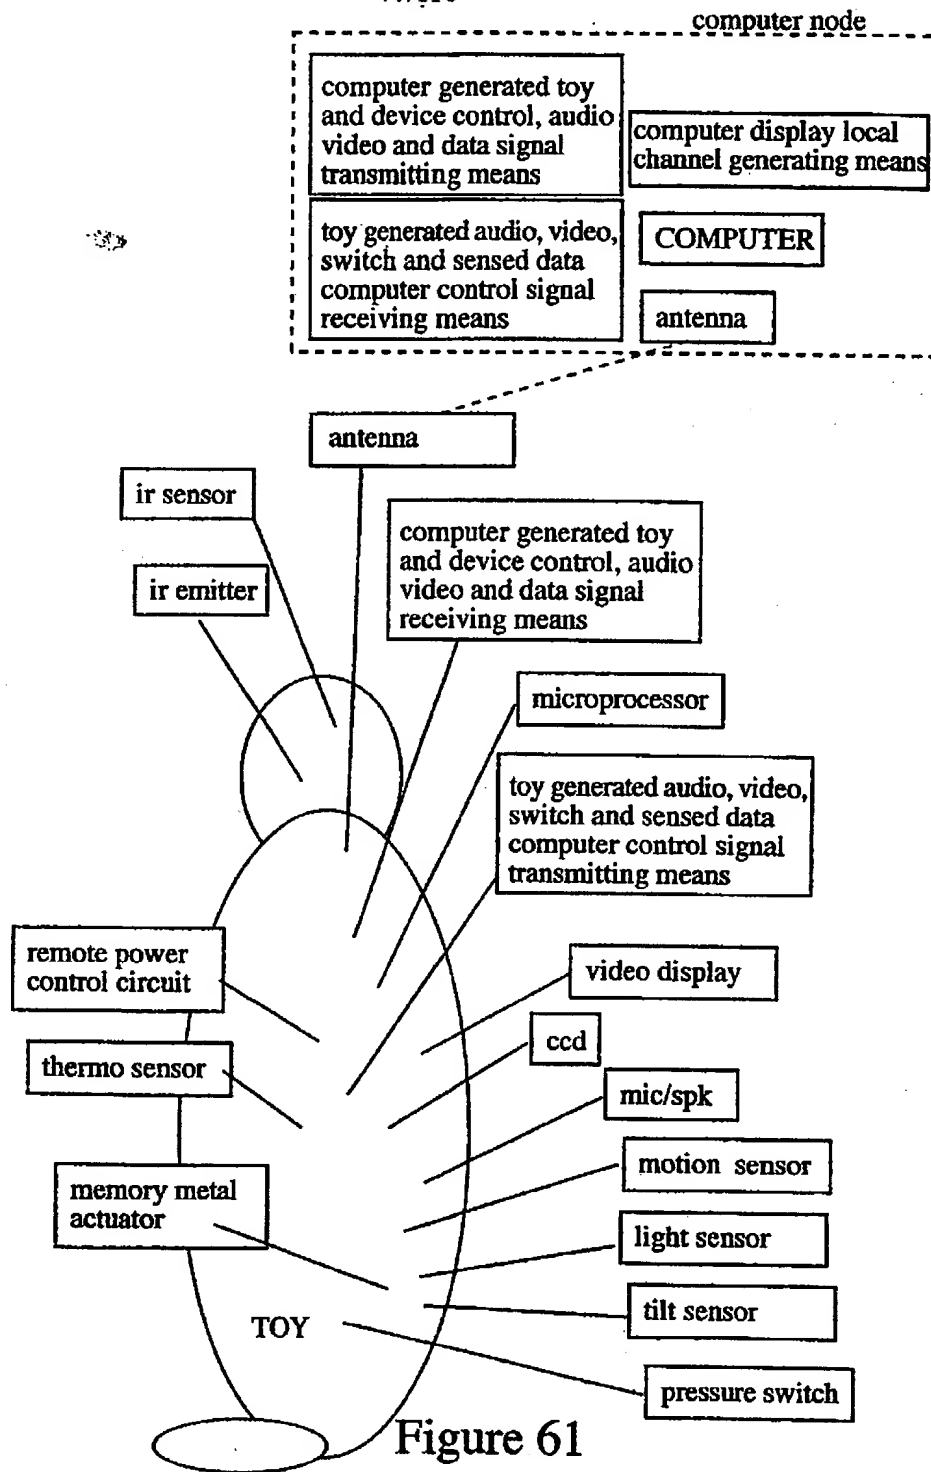 computer node
computer generated toy
and device control, audio
video and data signal
transmitting means
computer display local
channel generating means
toy generated audio, video,
switch and sensed data
computer control signal
receiving means
COMPUTER
antenna
antenna
ir sensor
computer generated toy
and device control, audio
video and data signal
receiving means
ir emitter
microprocessor
toy generated audio, video,
switch and sensed data
computer control signal
transmitting means
remote power
control circuit
video display
ccd
thermo sensor
mic/spk
motion sensor
memory metal
actuator
light sensor
tilt sensor
TOY
pressure switch
Figure 61